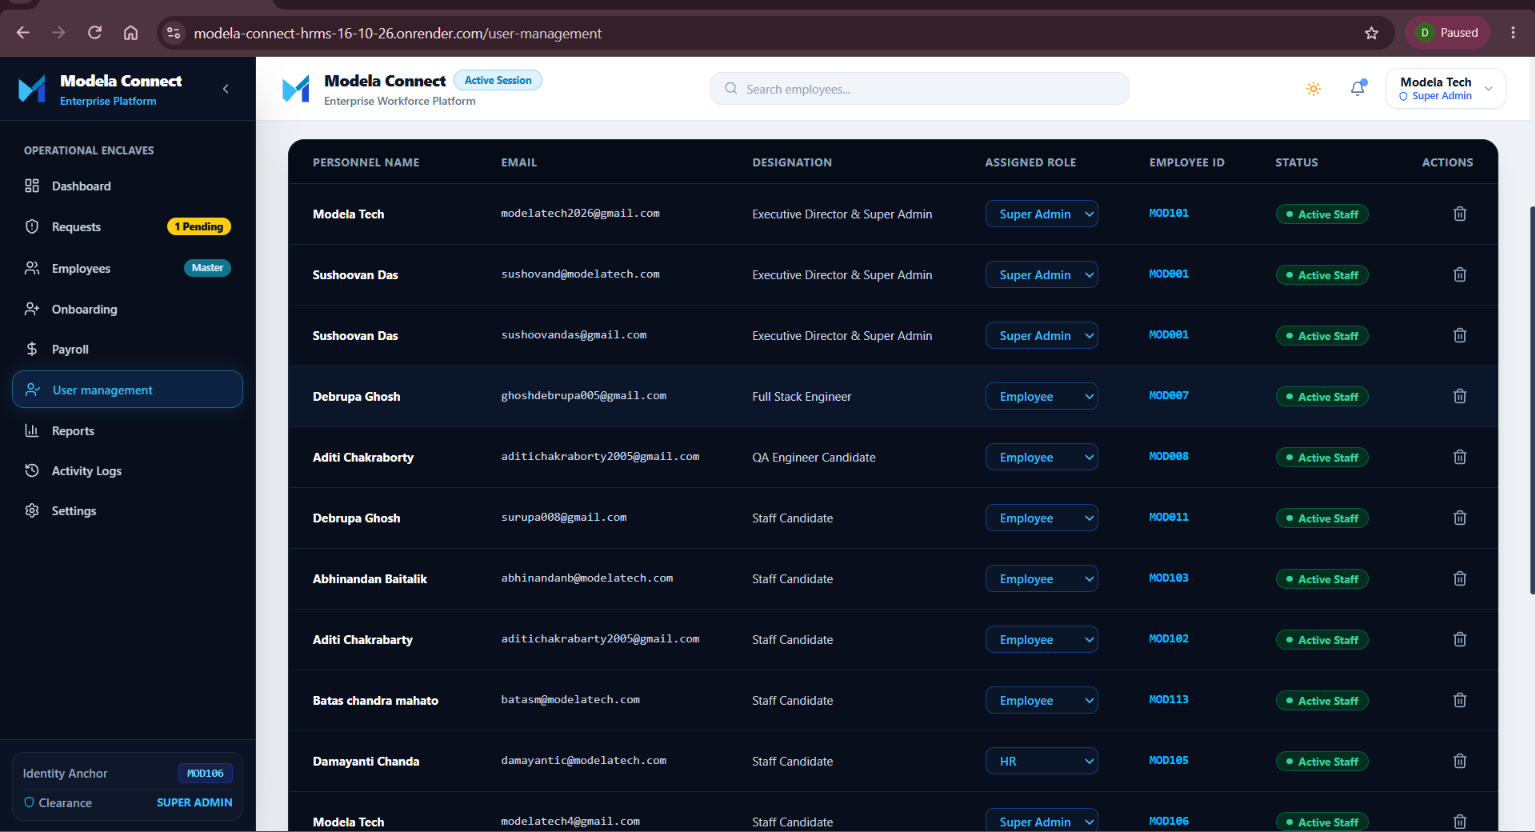 modela-connect-hrms-16-10-26.onrender.com/user-management
D Paused
Modela Connect
Enterprise Platform
Modela Connect Active Session
Enterprise Workforce Platform
Search employees...
Modela Tech
Super Admin
OPERATIONAL ENCLAVES
Dashboard
Requests 1 Pending
Employees Master
Onboarding
Payroll
User management
Reports
Activity Logs
Settings
Identity Anchor MOD106
Clearance SUPER ADMIN
PERSONNEL NAME EMAIL DESIGNATION ASSIGNED ROLE EMPLOYEE ID STATUS ACTIONS
Modela Tech modelatech2026@gmail.com Executive Director & Super Admin Super Admin MOD101 Active Staff
Sushoovan Das sushovand@modelatech.com Executive Director & Super Admin Super Admin MOD001 Active Staff
Sushoovan Das sushoovandas@gmail.com Executive Director & Super Admin Super Admin MOD001 Active Staff
Debrupa Ghosh ghoshdebrupa005@gmail.com Full Stack Engineer Employee MOD007 Active Staff
Aditi Chakraborty aditichakraborty2005@gmail.com QA Engineer Candidate Employee MOD008 Active Staff
Debrupa Ghosh surupa008@gmail.com Staff Candidate Employee MOD011 Active Staff
Abhinandan Baitalik abhinandanb@modelatech.com Staff Candidate Employee MOD103 Active Staff
Aditi Chakrabarty aditichakrabarty2005@gmail.com Staff Candidate Employee MOD102 Active Staff
Batas chandra mahato batasm@modelatech.com Staff Candidate Employee MOD113 Active Staff
Damayanti Chanda damayantic@modelatech.com Staff Candidate HR MOD105 Active Staff
Modela Tech modelatech4@gmail.com Staff Candidate Super Admin MOD106 Active Staff